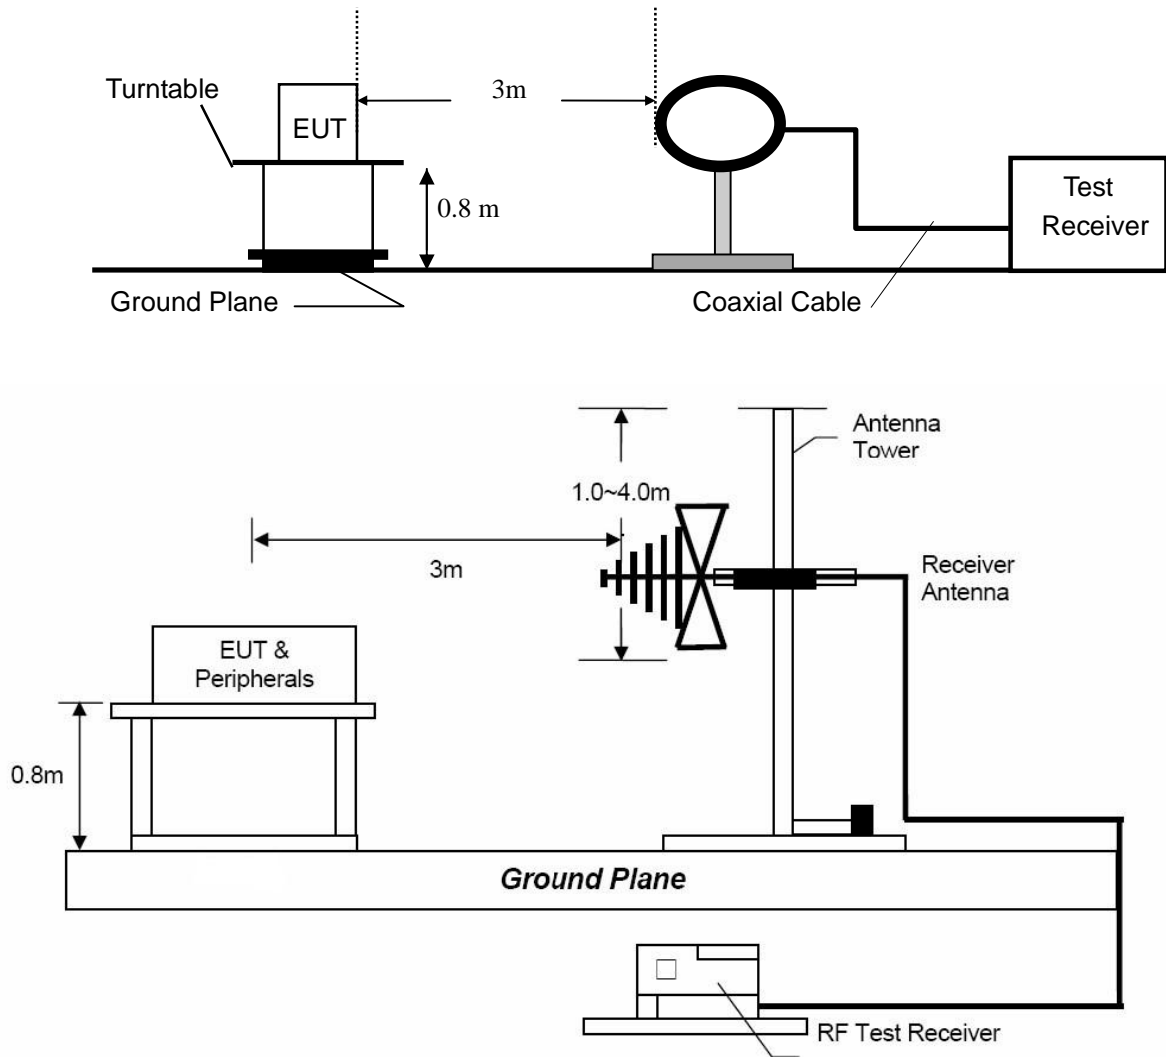 Turntable
EUT
3m
0.8 m
Test
Receiver
Ground Plane
Coaxial Cable
Antenna
Tower
1.0~4.0m
3m
Receiver
Antenna
EUT &
Peripherals
0.8m
Ground Plane
RF Test Receiver